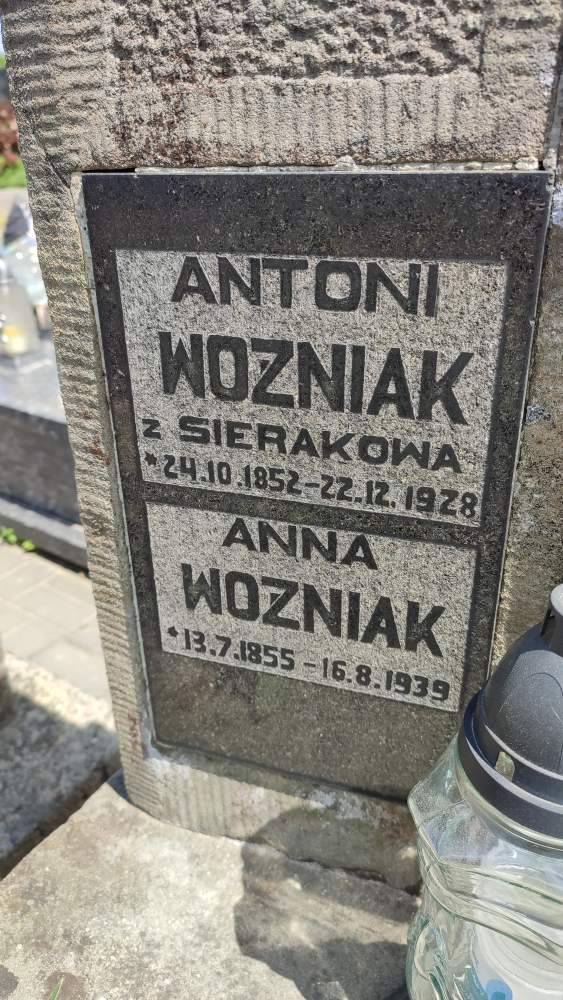 ANTONI
WOZNIAK
z SIERAKOWA
*24.10.1852-22.12.1928
ANNA
WOZNIAK
*13.7.1855-16.8.1939